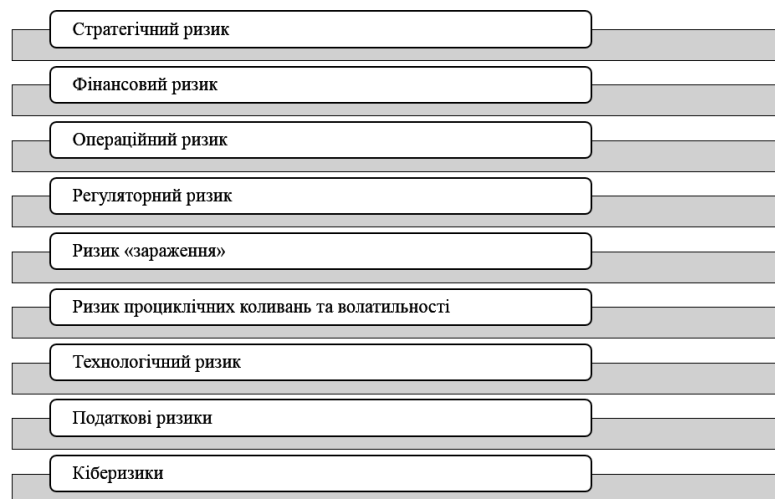 Стратегічний ризик
Фінансовий ризик
Операційний ризик
Регуляторний ризик
Ризик «зараження»
Ризик проциклічних коливань та волатильності
Технологічний ризик
Податкові ризики
Кіберизики